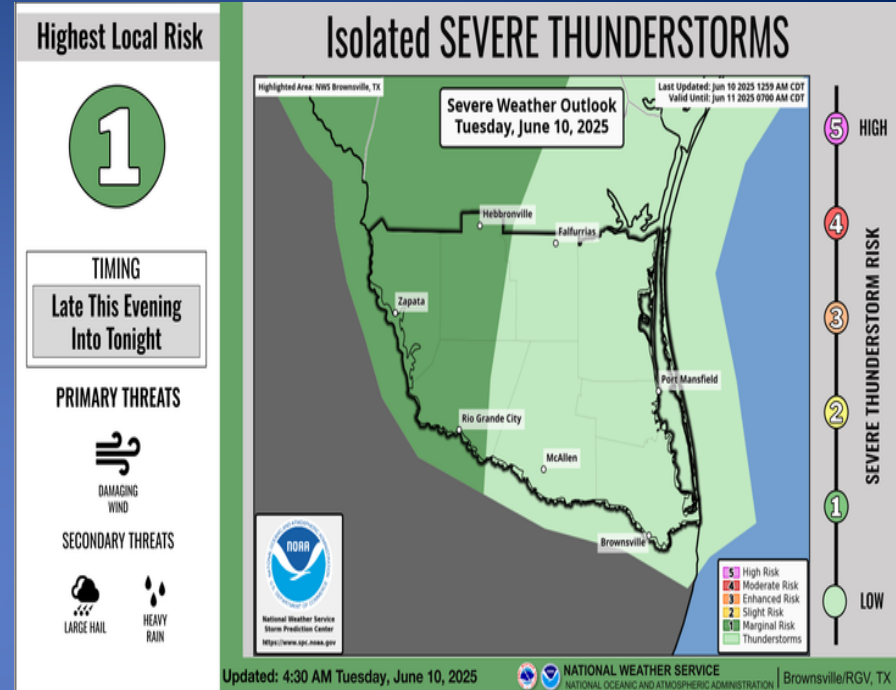 Highest Local Risk
1
TIMING
Late This Evening
Into Tonight
PRIMARY THREATS
DAMAGING
WIND
SECONDARY THREATS
LARGE HAIL
HEAVY
RAIN
Isolated SEVERE THUNDERSTORMS
Highlighted Area: NWS Brownsville, TX
Severe Weather Outlook
Tuesday, June 10, 2025
Last Updated: Jun 10 2025 1259 AM CDT
Valid Until: Jun 11 2025 0700 AM CDT
Hebbronville
Falfurrias
Zapata
Port Mansfield
Rio Grande City
McAllen
Brownsville
NOAA
National Weather Service
Storm Prediction Center
https://www.spc.noaa.gov
5 High Risk
4 Moderate Risk
3 Enhanced Risk
2 Slight Risk
1 Marginal Risk
Thunderstorms
5 HIGH
4
3
2
1
LOW
SEVERE THUNDERSTORM RISK
Updated: 4:30 AM Tuesday, June 10, 2025
NATIONAL WEATHER SERVICE
NATIONAL OCEANIC AND ATMOSPHERIC ADMINISTRATION
Brownsville/RGV, TX